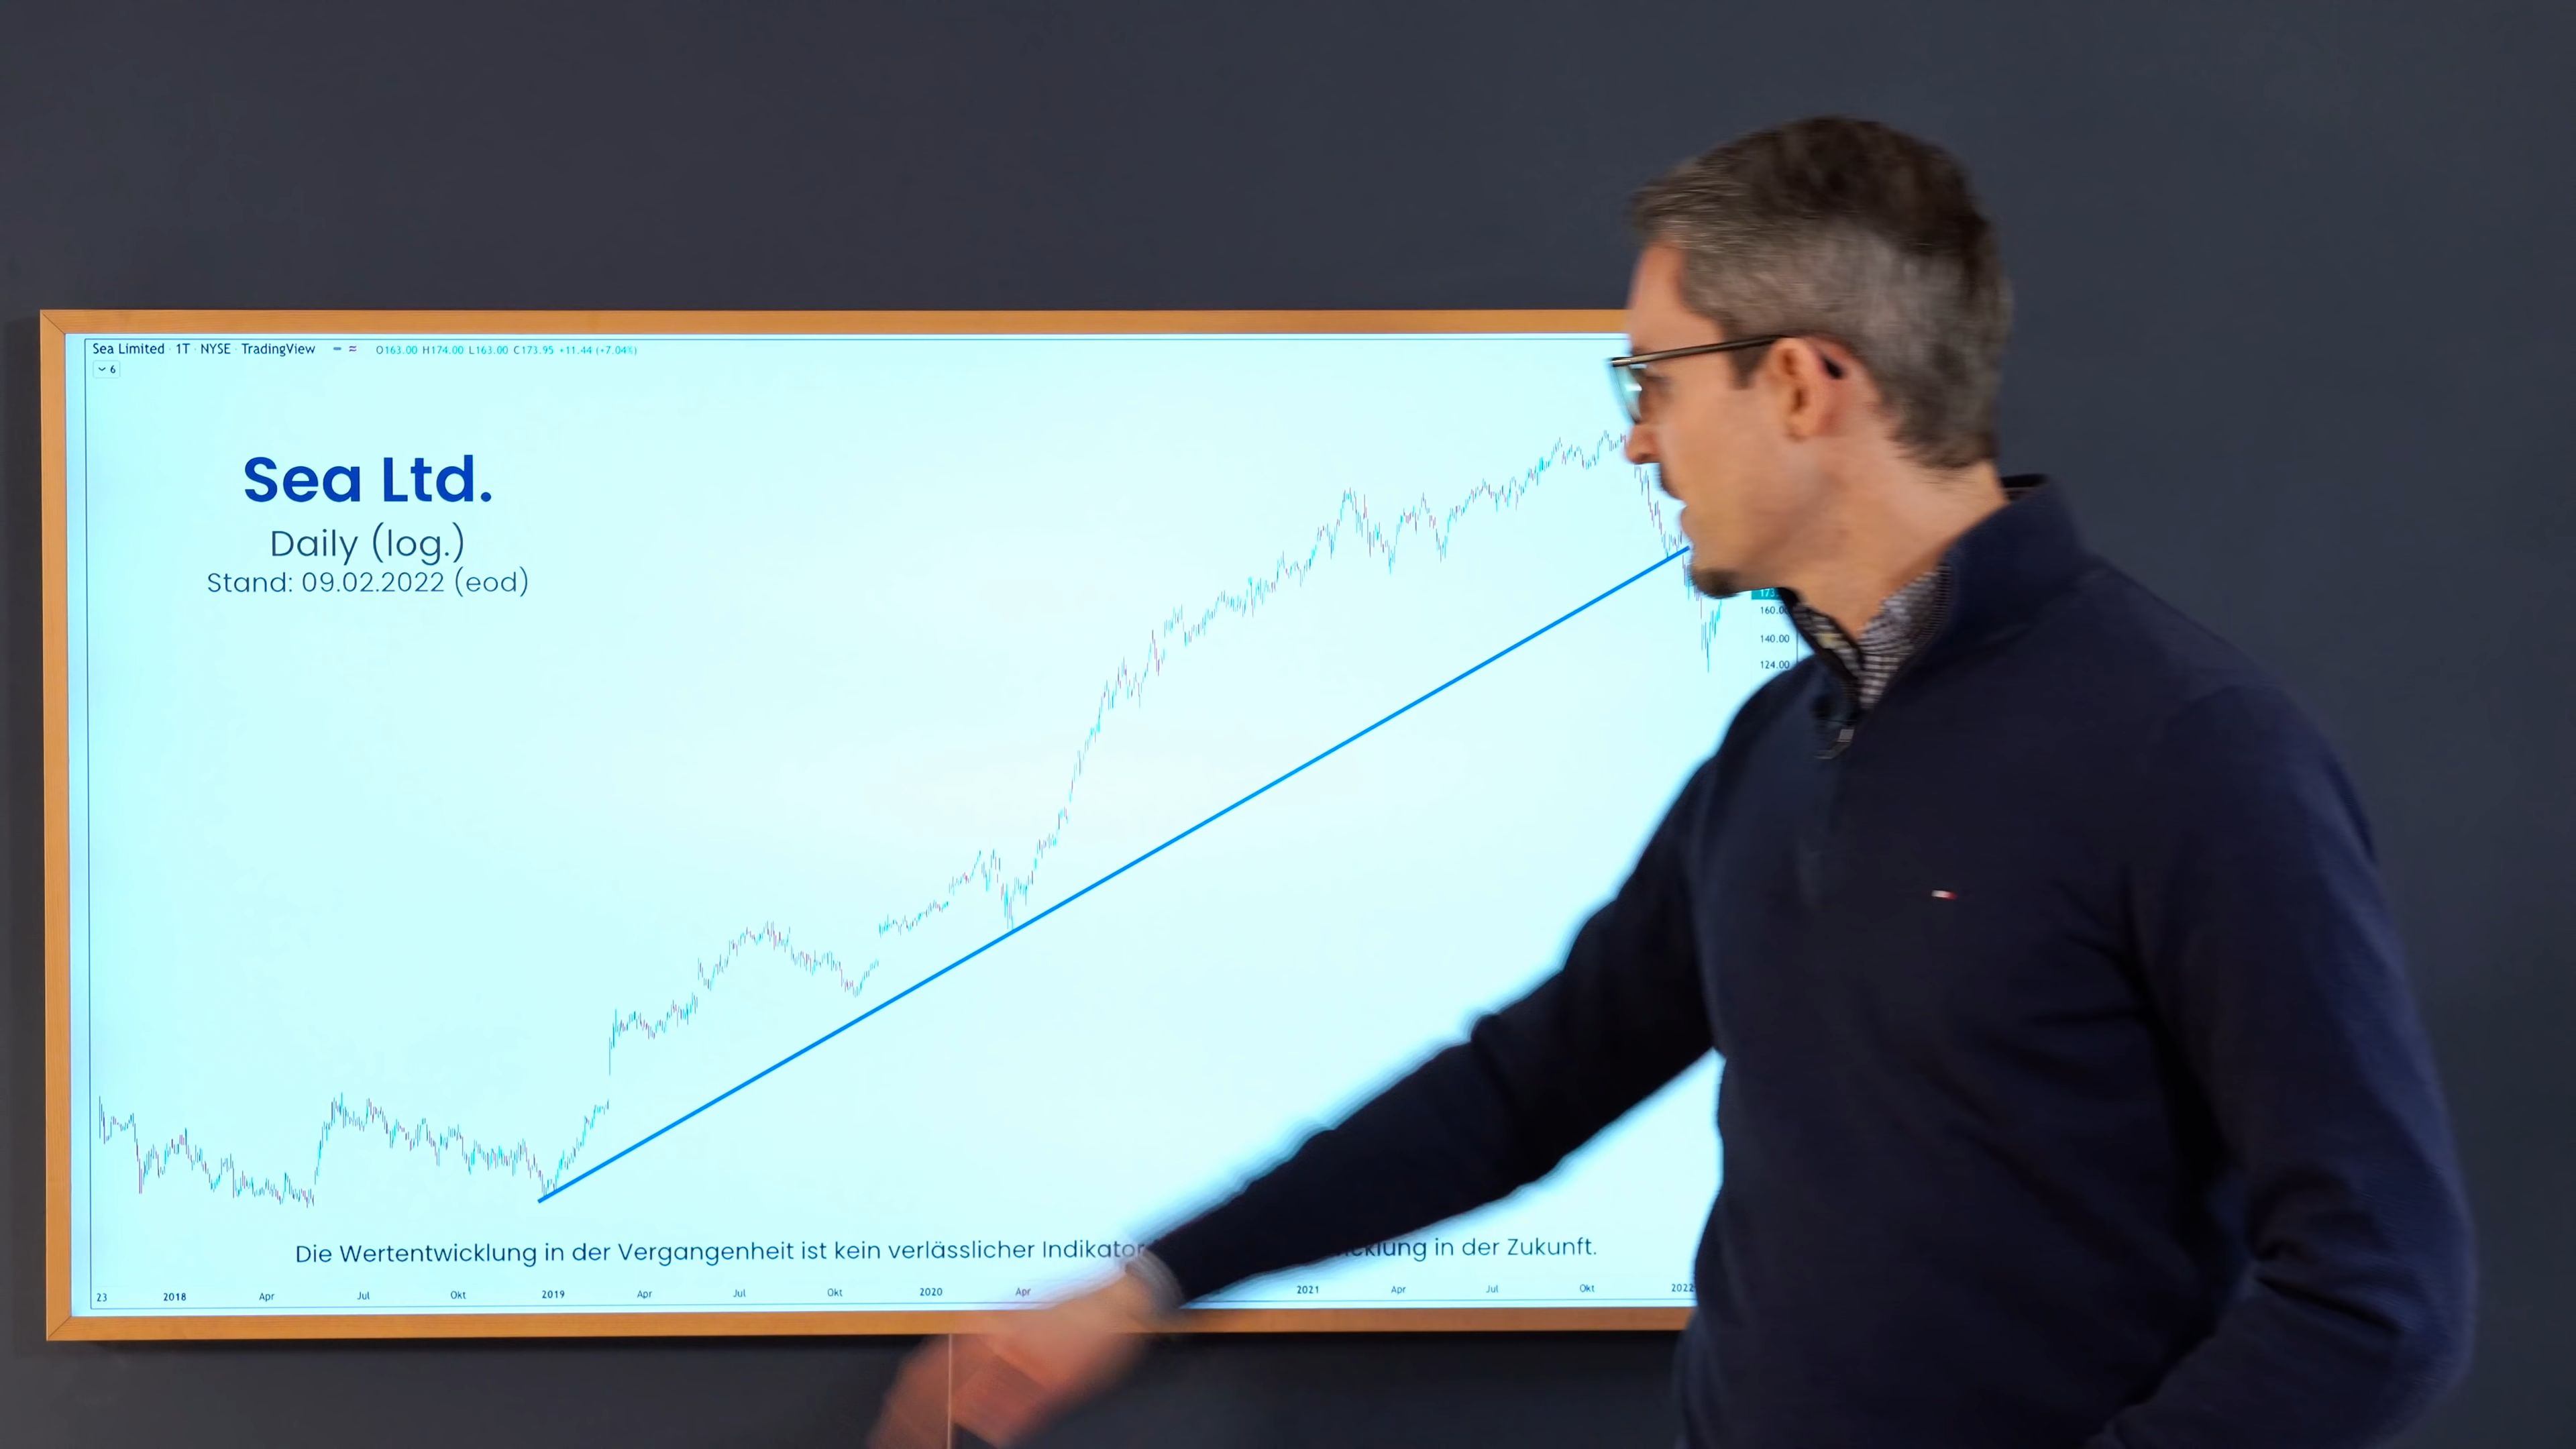 Sea Limited · 1T · NYSE · TradingView O163.00 H174.00 L163.00 C173.95 +11.44 (+7.04%)
6
Sea Ltd.
Daily (log.)
Stand: 09.02.2022 (eod)
173.
160.00
140.00
124.00
Die Wertentwicklung in der Vergangenheit ist kein verlässlicher Indikator in der Zukunft.
23 2018 Apr Jul Okt 2019 Apr Jul Okt 2020 Apr 2021 Apr Jul Okt 2022